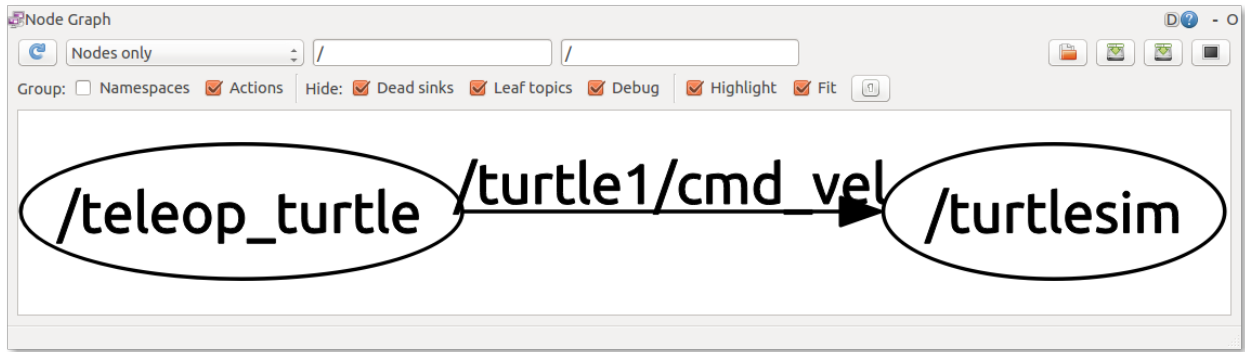 Node Graph D ? - O
Nodes only / /
Group: Namespaces Actions Hide: Dead sinks Leaf topics Debug Highlight Fit
/teleop_turtle /turtle1/cmd_vel /turtlesim